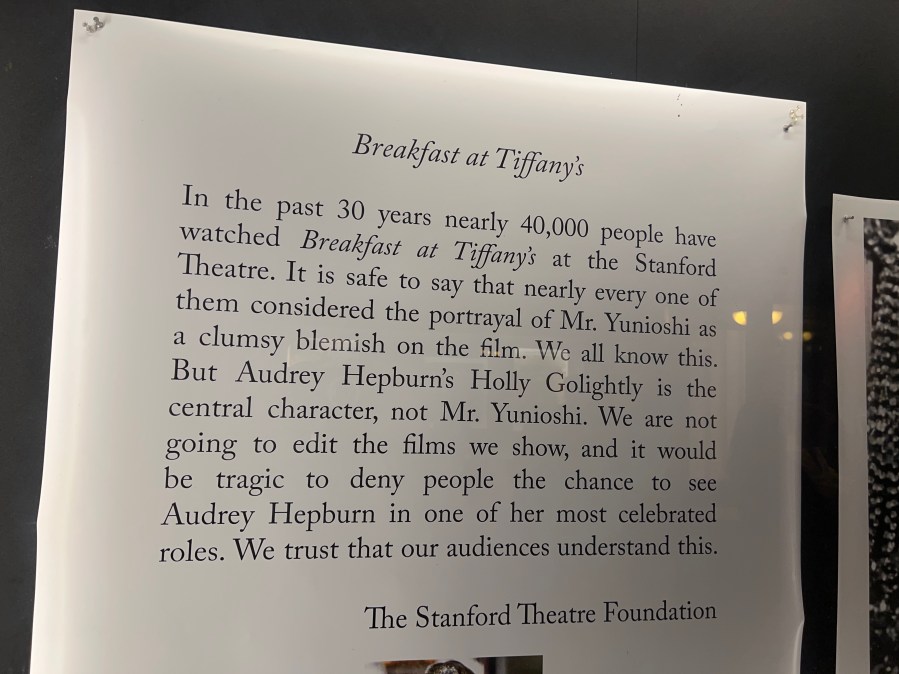 Breakfast at Tiffany's
In the past 30 years nearly 40,000 people have
watched Breakfast at Tiffany's at the Stanford
Theatre. It is safe to say that nearly every one of
them considered the portrayal of Mr. Yunioshi as
a clumsy blemish on the film. We all know this.
But Audrey Hepburn's Holly Golightly is the
central character, not Mr. Yunioshi. We are not
going to edit the films we show, and it would
be tragic to deny people the chance to see
Audrey Hepburn in one of her most celebrated
roles. We trust that our audiences understand this.
The Stanford Theatre Foundation